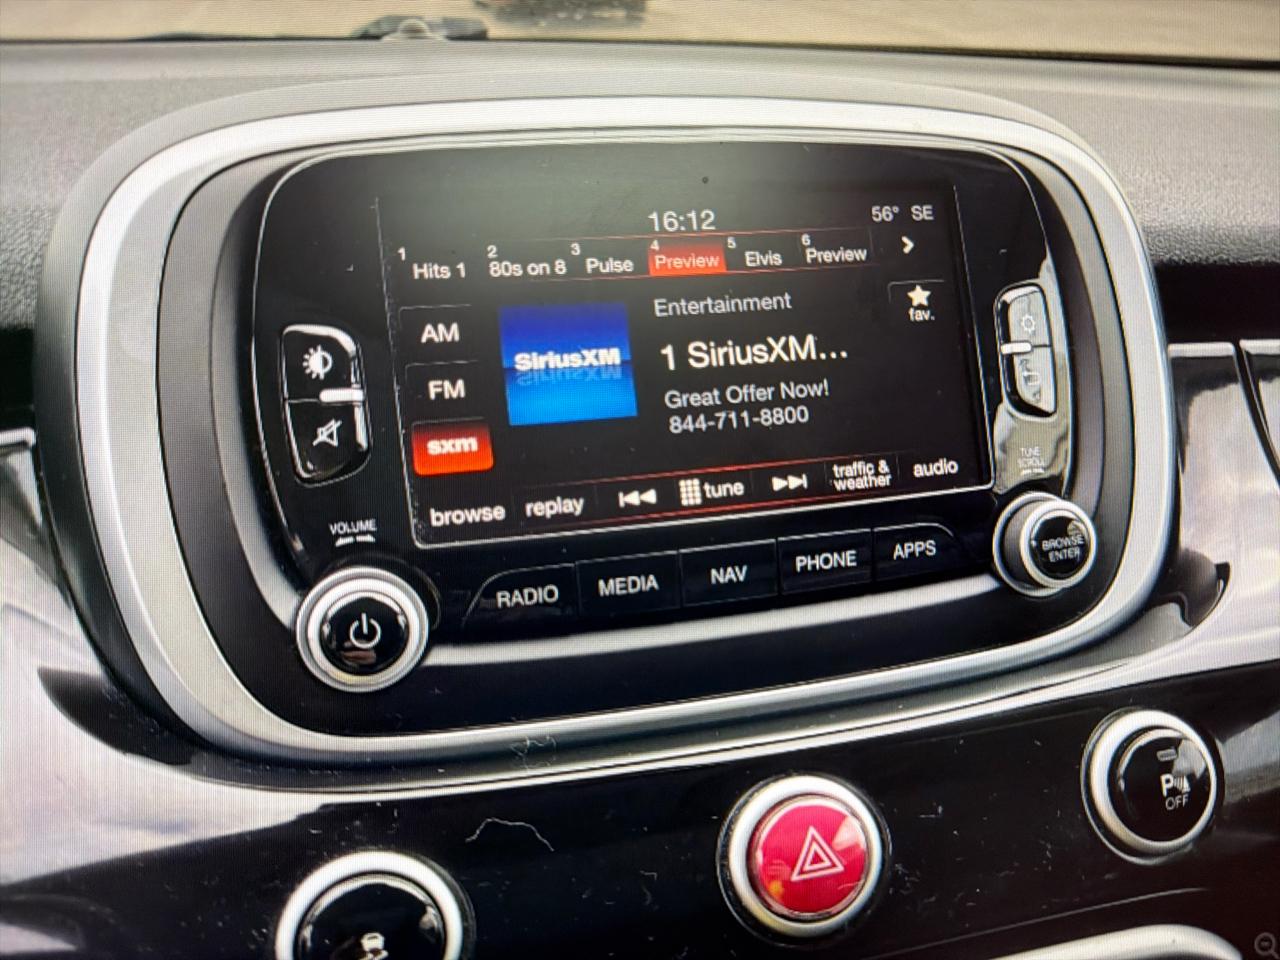 16:12
56° SE
1 Hits 1
2 80s on 8
3 Pulse
4 Preview
5 Elvis
6 Preview
fav.
AM
FM
sxm
SiriusXM
Entertainment
1 SiriusXM...
Great Offer Now!
844-711-8800
browse
replay
tune
traffic &
weather
audio
VOLUME
TUNE
SCROLL
BROWSE
ENTER
RADIO
MEDIA
NAV
PHONE
APPS
P
OFF